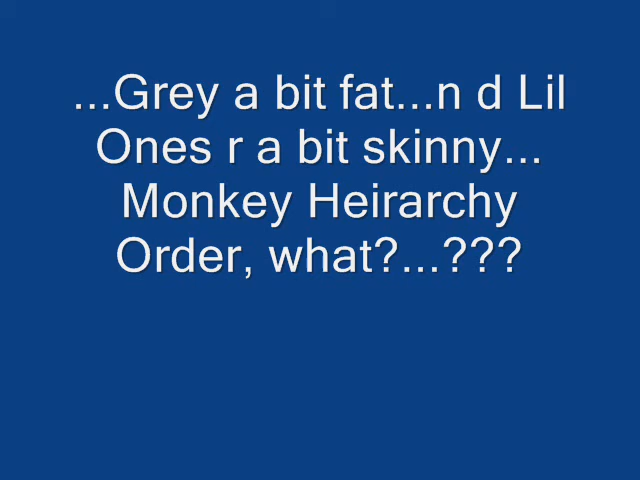 ...Grey a bit fat...n d Lil
Ones r a bit skinny...
Monkey Heirarchy
Order, what?...???